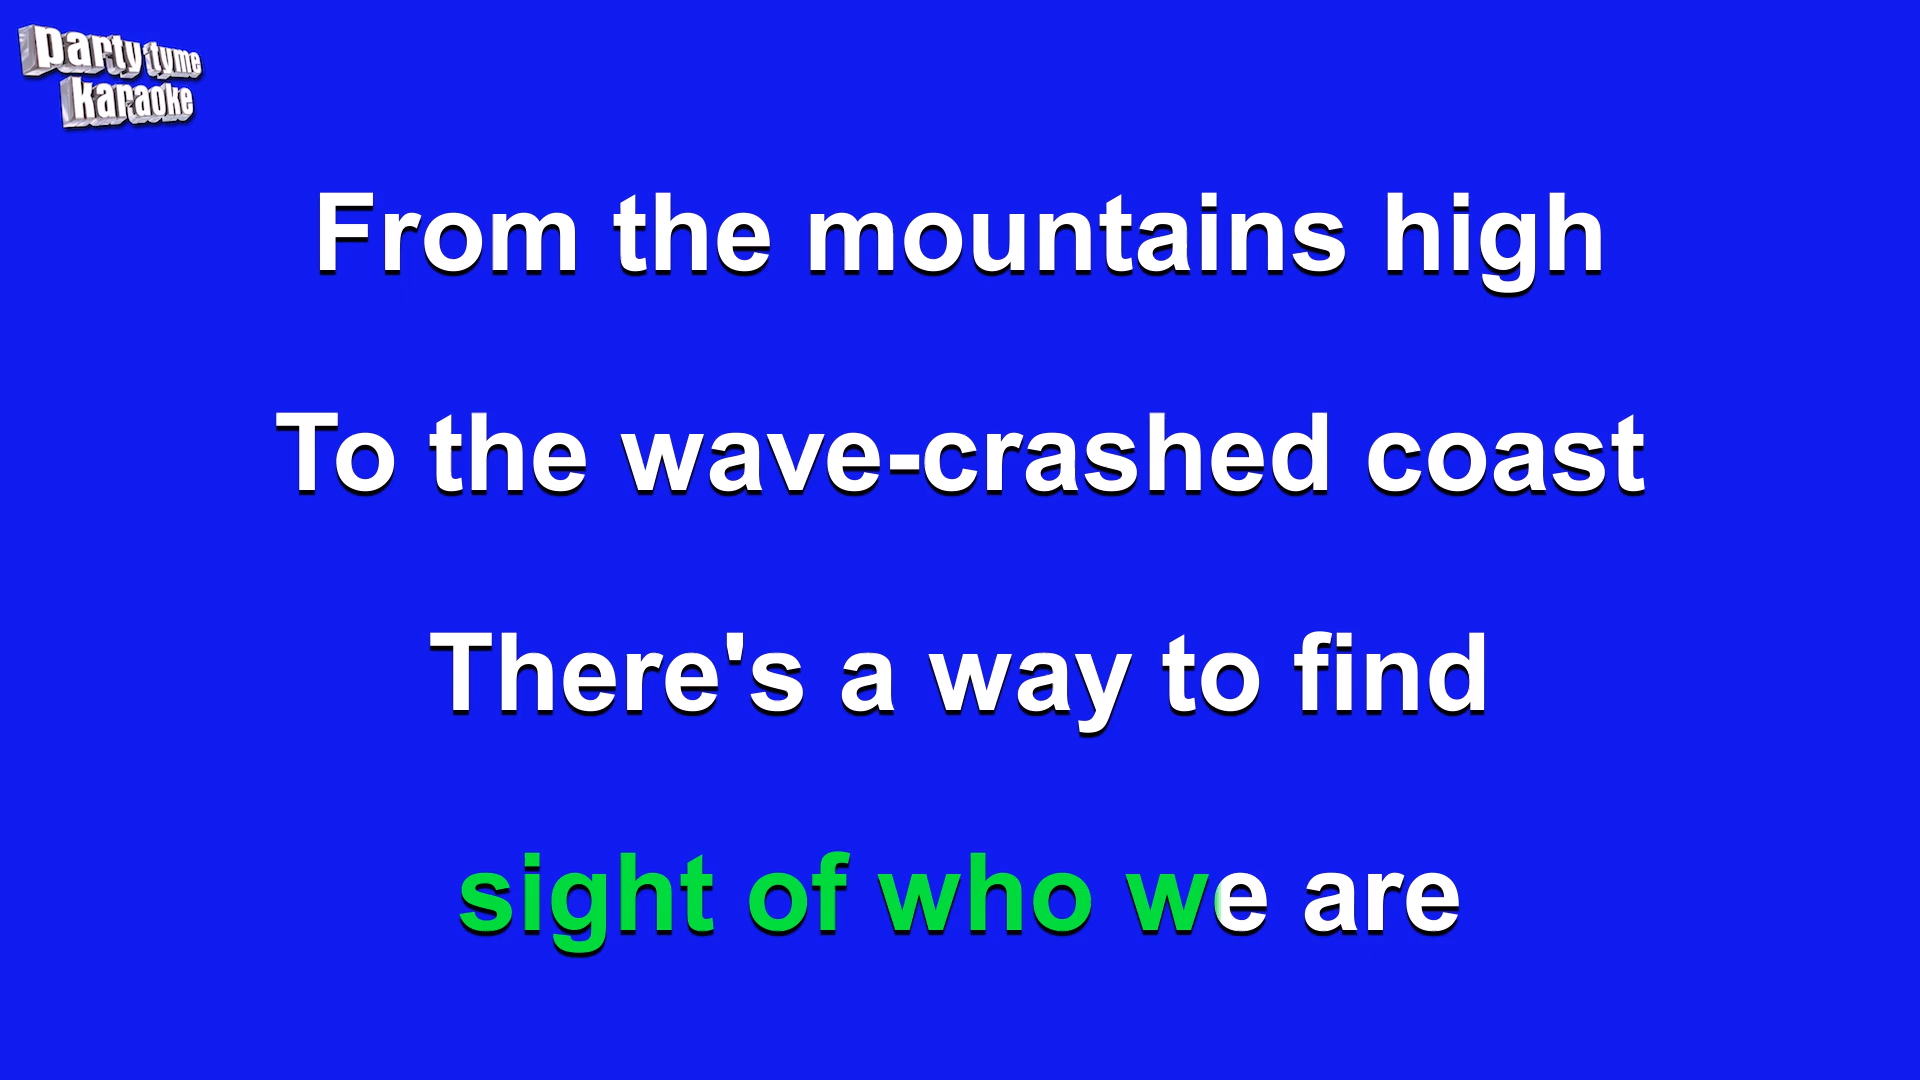 party tyme
karaoke
From the mountains high
To the wave-crashed coast
There's a way to find
sight of who we are